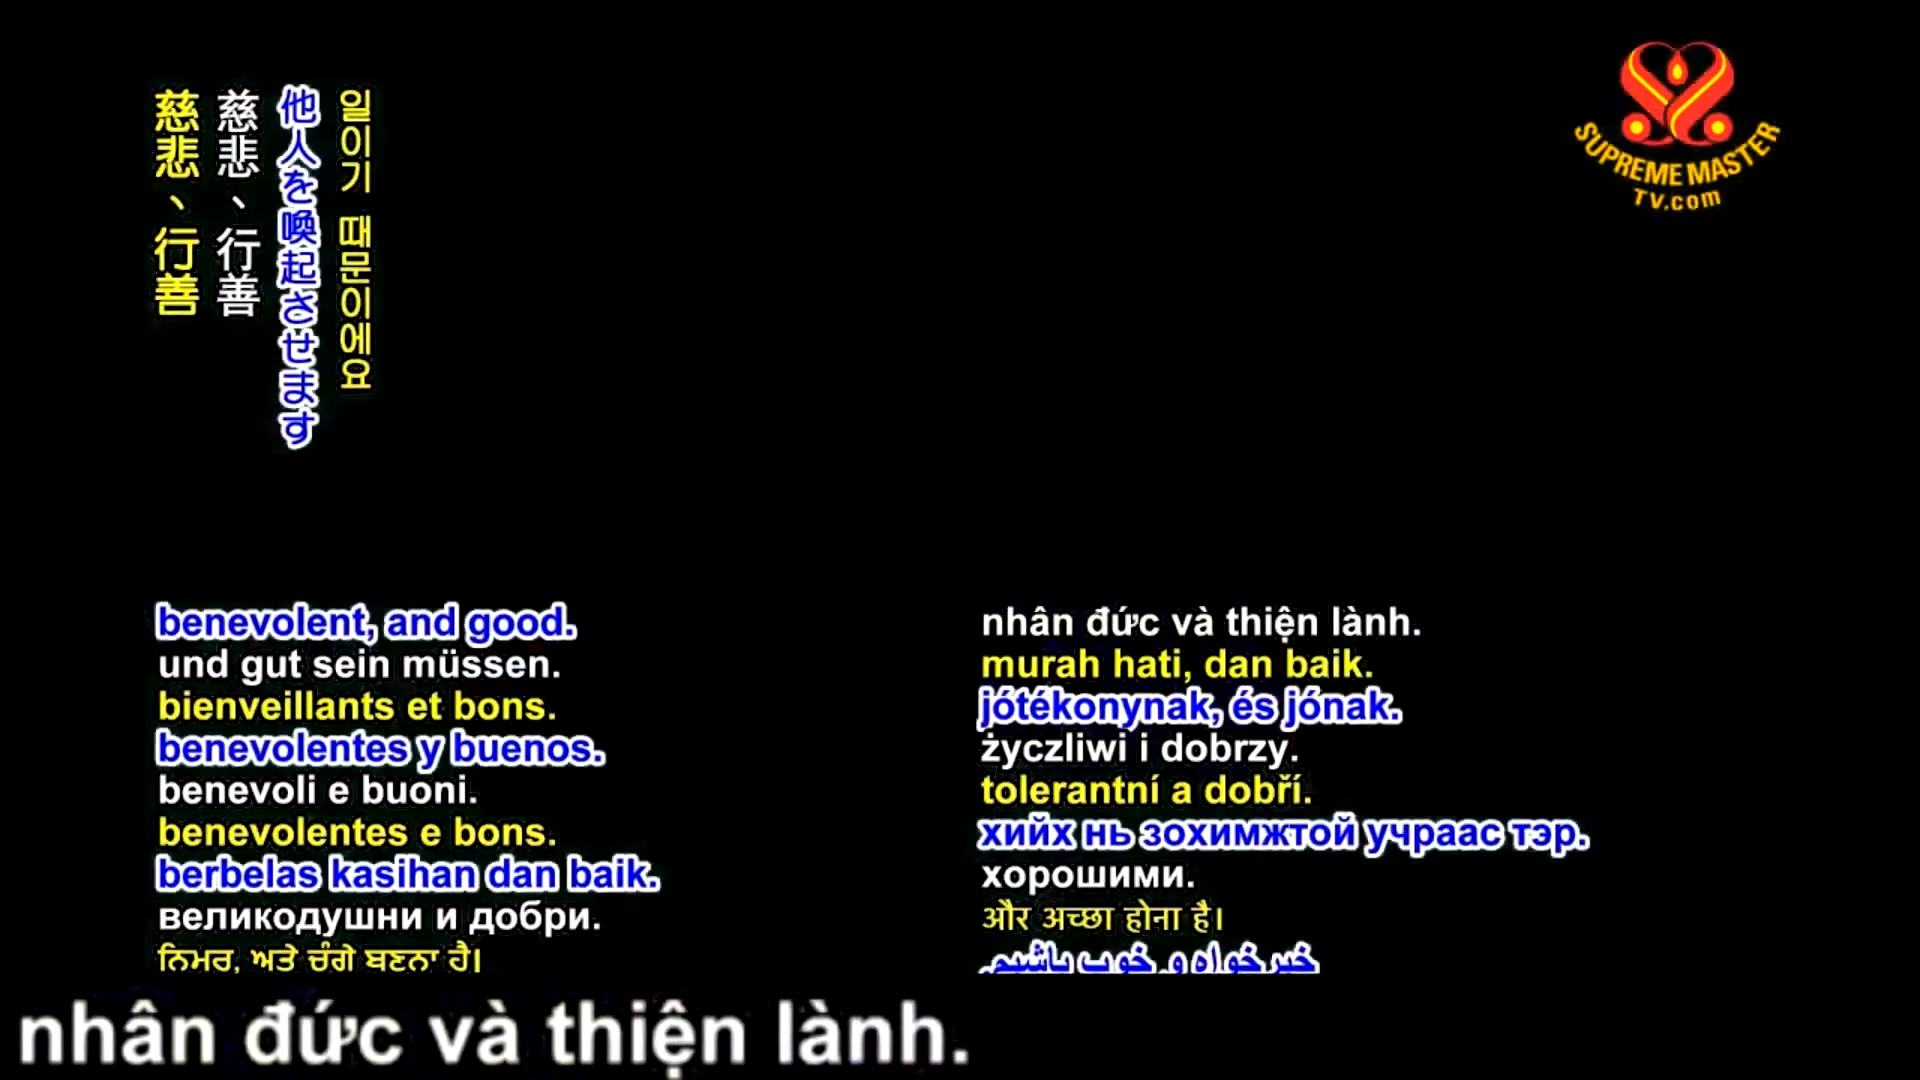 慈悲、行善
慈悲、行善
他人を喚起させます
일이기 때문이에요
SUPREME MASTER
TV.com
benevolent, and good.
und gut sein müssen.
bienveillants et bons.
benevolentes y buenos.
benevoli e buoni.
benevolentes e bons.
berbelas kasihan dan baik.
великодушни и добри.
ਨਿਮਰ, ਅਤੇ ਚੰਗੇ ਬਣਨਾ ਹੈ।
nhân đức và thiện lành.
murah hati, dan baik.
jótékonynak, és jónak.
życzliwi i dobrzy.
tolerantní a dobří.
хийх нь зохимжтой учраас тэр.
хорошими.
और अच्छा होना है।
خیرخواه و خوب باشیم.
nhân đức và thiện lành.